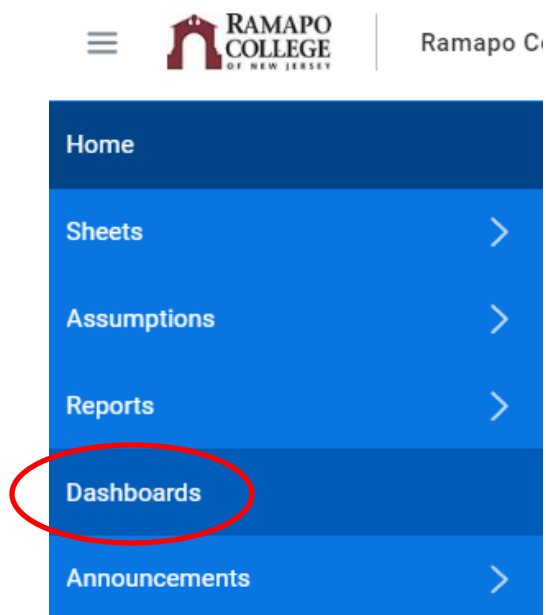 RAMAPO
COLLEGE
OF NEW JERSEY
Ramapo Co
Home
Sheets
Assumptions
Reports
Dashboards
Announcements